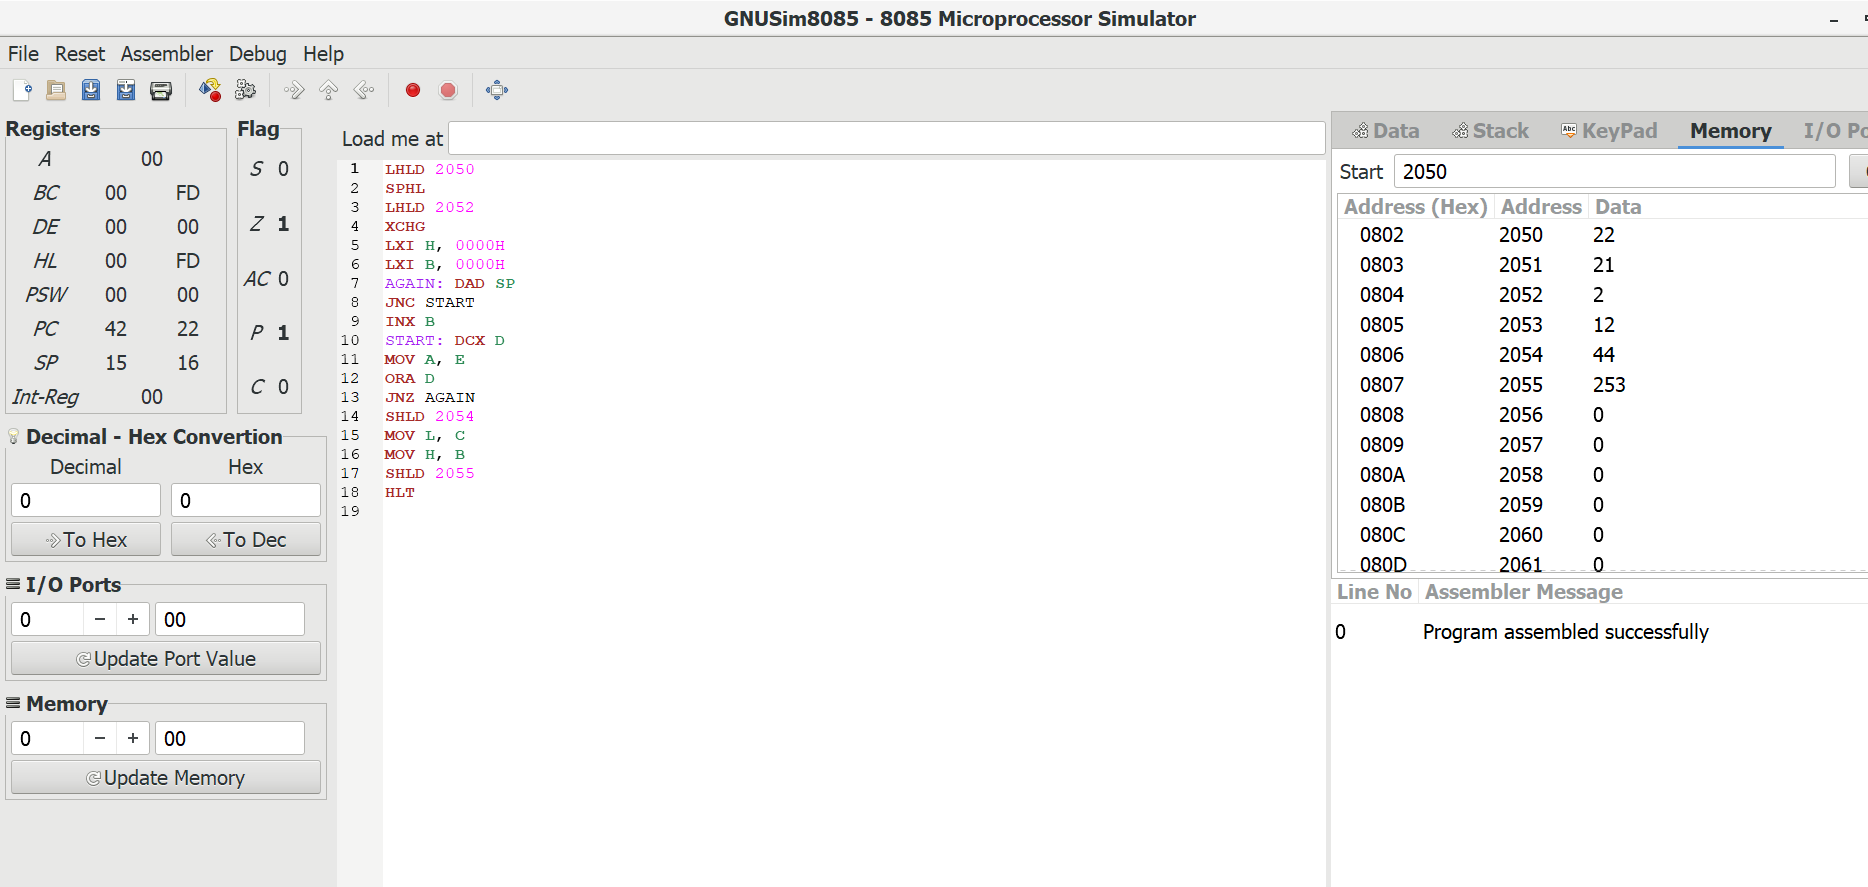 GNUSim8085 - 8085 Microprocessor Simulator
File Reset Assembler Debug Help
Registers
A 00
BC 00 FD
DE 00 00
HL 00 FD
PSW 00 00
PC 42 22
SP 15 16
Int-Reg 00
Flag
S 0
Z 1
AC 0
P 1
C 0
Decimal - Hex Convertion
Decimal Hex
0 0
To Hex To Dec
I/O Ports
0 - + 00
Update Port Value
Memory
0 - + 00
Update Memory
Load me at
1 LHLD 2050
2 SPHL
3 LHLD 2052
4 XCHG
5 LXI H, 0000H
6 LXI B, 0000H
7 AGAIN: DAD SP
8 JNC START
9 INX B
10 START: DCX D
11 MOV A, E
12 ORA D
13 JNZ AGAIN
14 SHLD 2054
15 MOV L, C
16 MOV H, B
17 SHLD 2055
18 HLT
19
Data Stack Abc KeyPad Memory I/O
Start 2050
Address (Hex) Address Data
0802 2050 22
0803 2051 21
0804 2052 2
0805 2053 12
0806 2054 44
0807 2055 253
0808 2056 0
0809 2057 0
080A 2058 0
080B 2059 0
080C 2060 0
080D 2061 0
Line No Assembler Message
0 Program assembled successfully